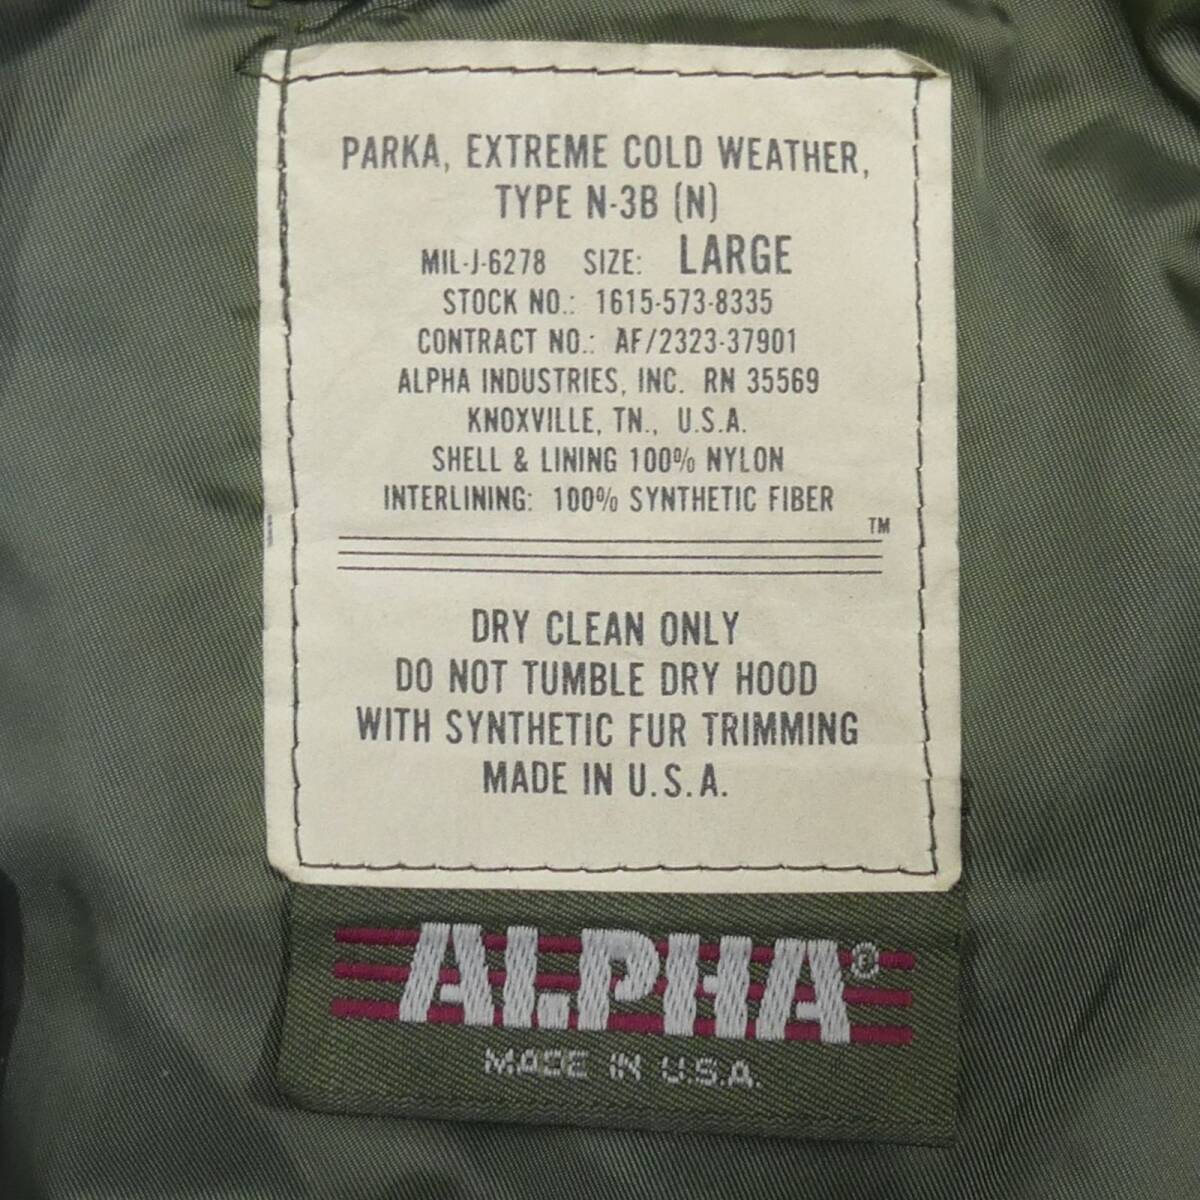 PARKA, EXTREME COLD WEATHER,
TYPE N-3B (N)
MIL-J-6278 SIZE: LARGE
STOCK NO.: 1615-573-8335
CONTRACT NO.: AF/2323-37901
ALPHA INDUSTRIES, INC. RN 35569
KNOXVILLE, TN., U.S.A.
SHELL & LINING 100% NYLON
INTERLINING: 100% SYNTHETIC FIBER
TM
DRY CLEAN ONLY
DO NOT TUMBLE DRY HOOD
WITH SYNTHETIC FUR TRIMMING
MADE IN U.S.A.
ALPHA®
MADE IN U.S.A.